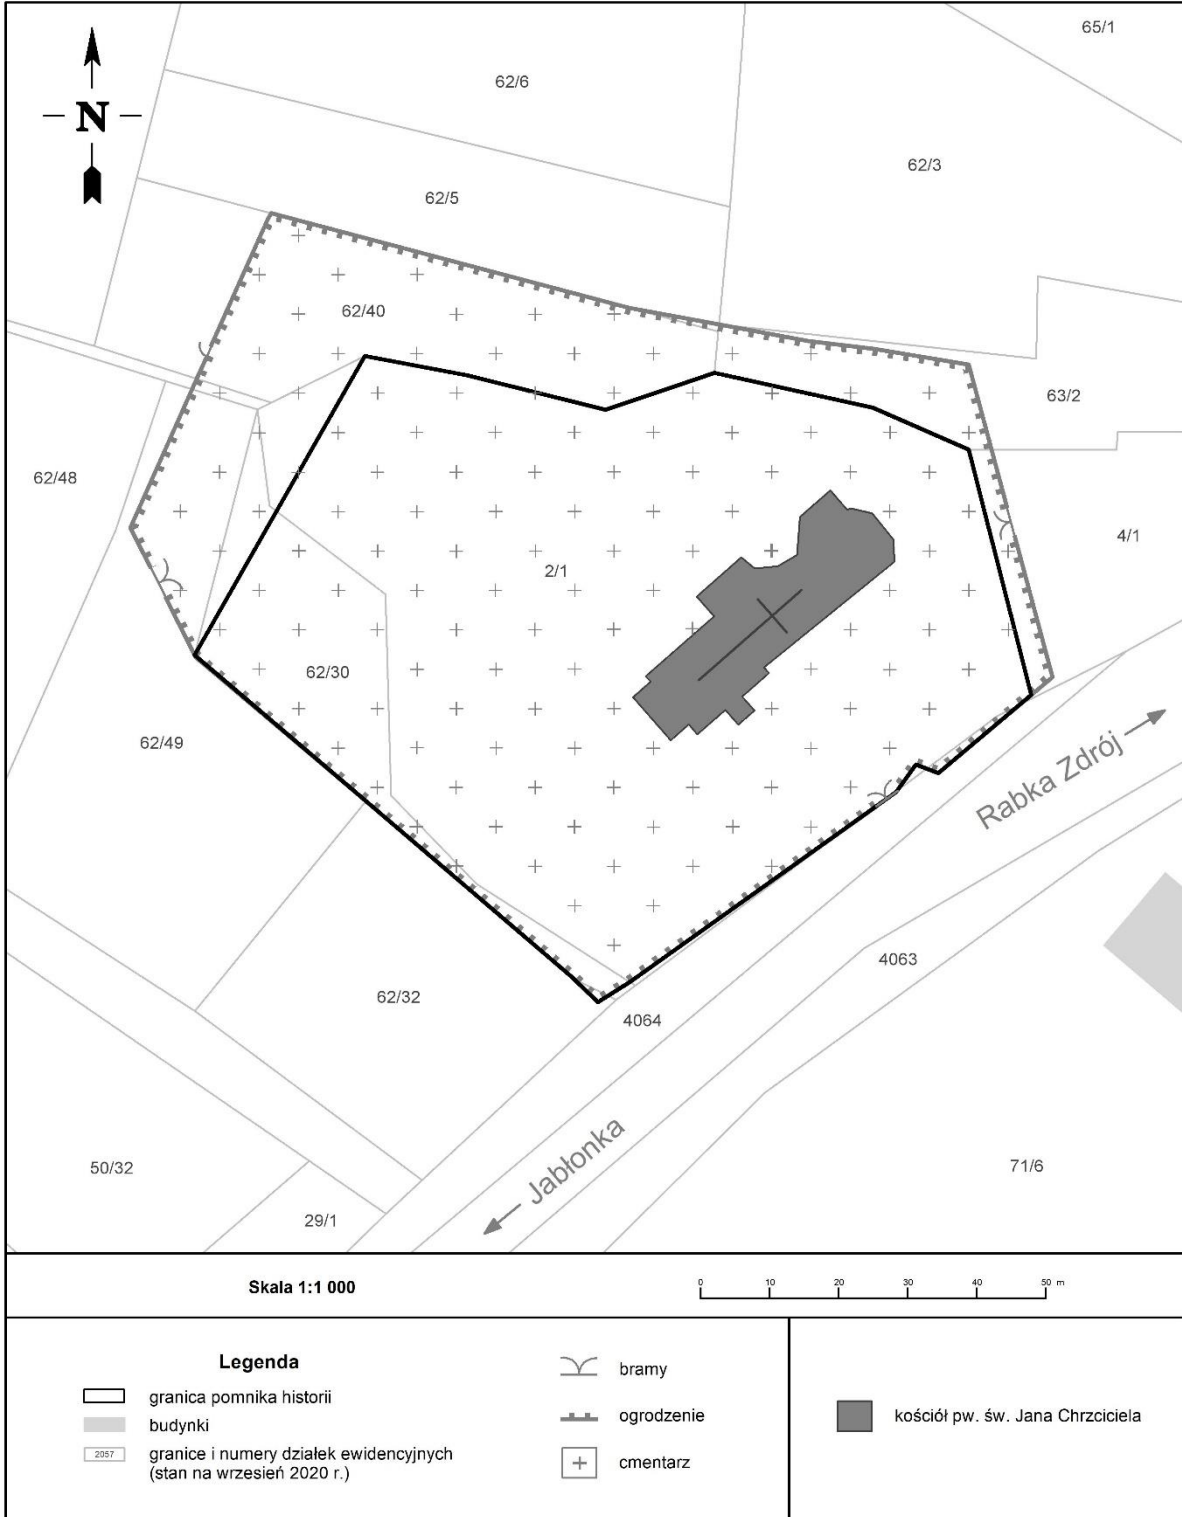 65/1
N
62/6
62/3
62/5
62/40
63/2
62/48
4/1
2/1
62/30
62/49
Rabka Zdrój
4063
62/32
4064
Jabłonka
50/32
71/6
29/1
Skala 1:1 000
0 10 20 30 40 50 m
Legenda
granica pomnika historii
budynki
2057
granice i numery działek ewidencyjnych
(stan na wrzesień 2020 r.)
bramy
ogrodzenie
cmentarz
kościół pw. św. Jana Chrzciciela